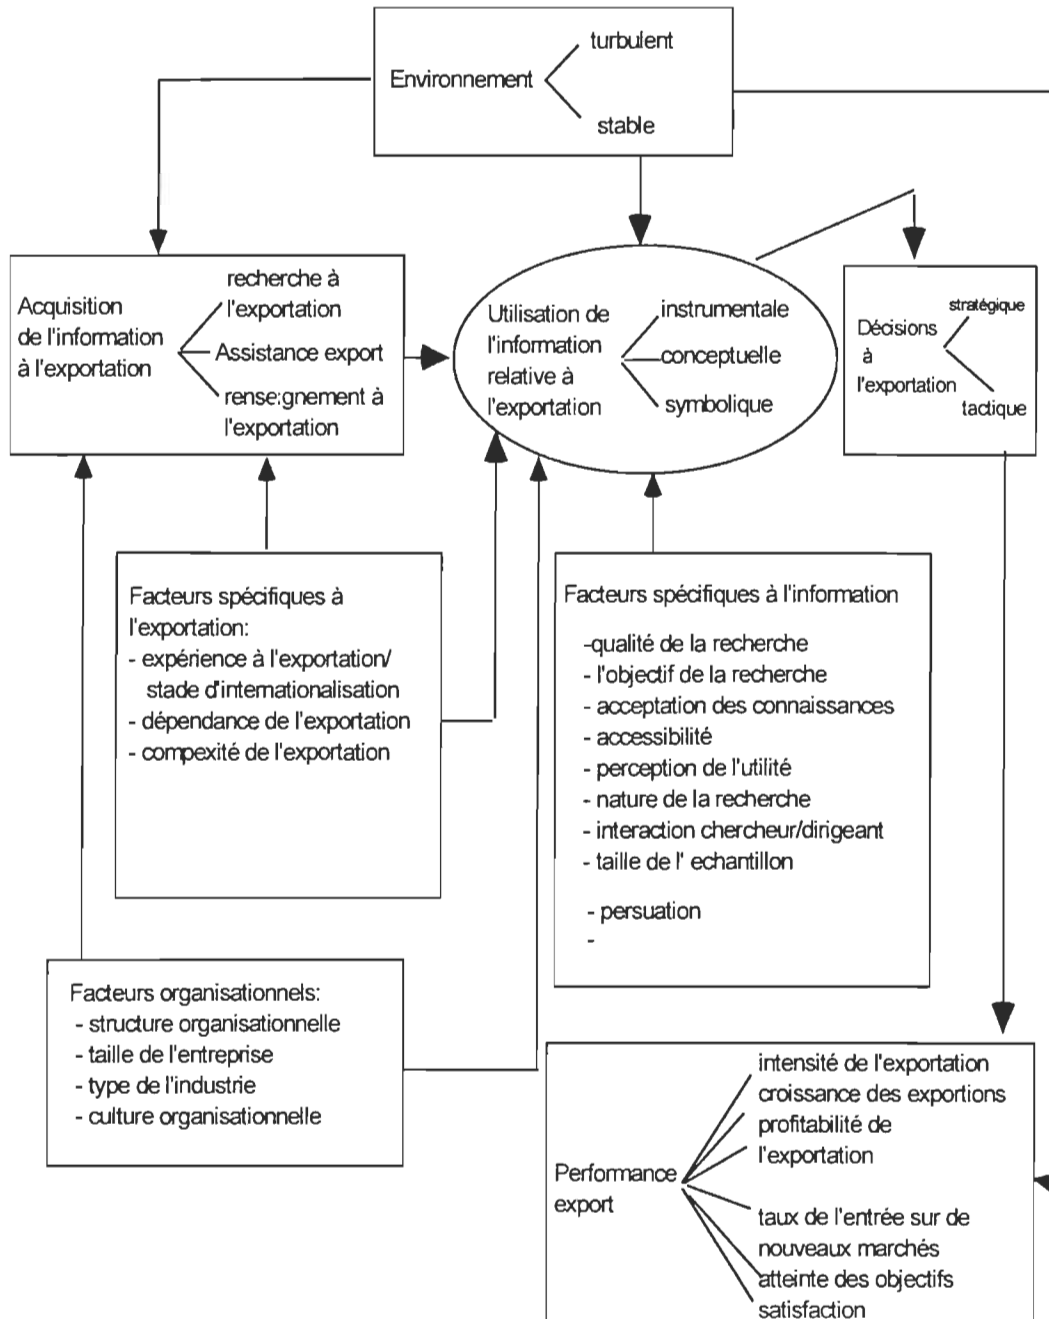 turbulent
Environnement
stable
Acquisition
de l'information
à l'exportation
recherche à
l'exportation
Assistance export
rense:gnement à
l'exportation
Utilisation de
l'information
relative à
l'exportation
instrumentale
conceptuelle
symbolique
Décisions
à
l'exportation
stratégique
tactique
Facteurs spécifiques à
l'exportation:
- expérience à l'exportation/
stade d'internationalisation
- dépendance de l'exportation
- compexité de l'exportation
Facteurs spécifiques à l'information
-qualité de la recherche
- l'objectif de la recherche
- acceptation des connaissances
- accessibilité
- perception de l'utilité
- nature de la recherche
- interaction chercheur/dirigeant
- taille de l' echantillon
- persuation
-
Facteurs organisationnels:
- structure organisationnelle
- taille de l'entreprise
- type de l'industrie
- culture organisationnelle
Performance
export
intensité de l'exportation
croissance des exportions
profitabilité de
l'exportation
taux de l'entrée sur de
nouveaux marchés
atteinte des objectifs
satisfaction